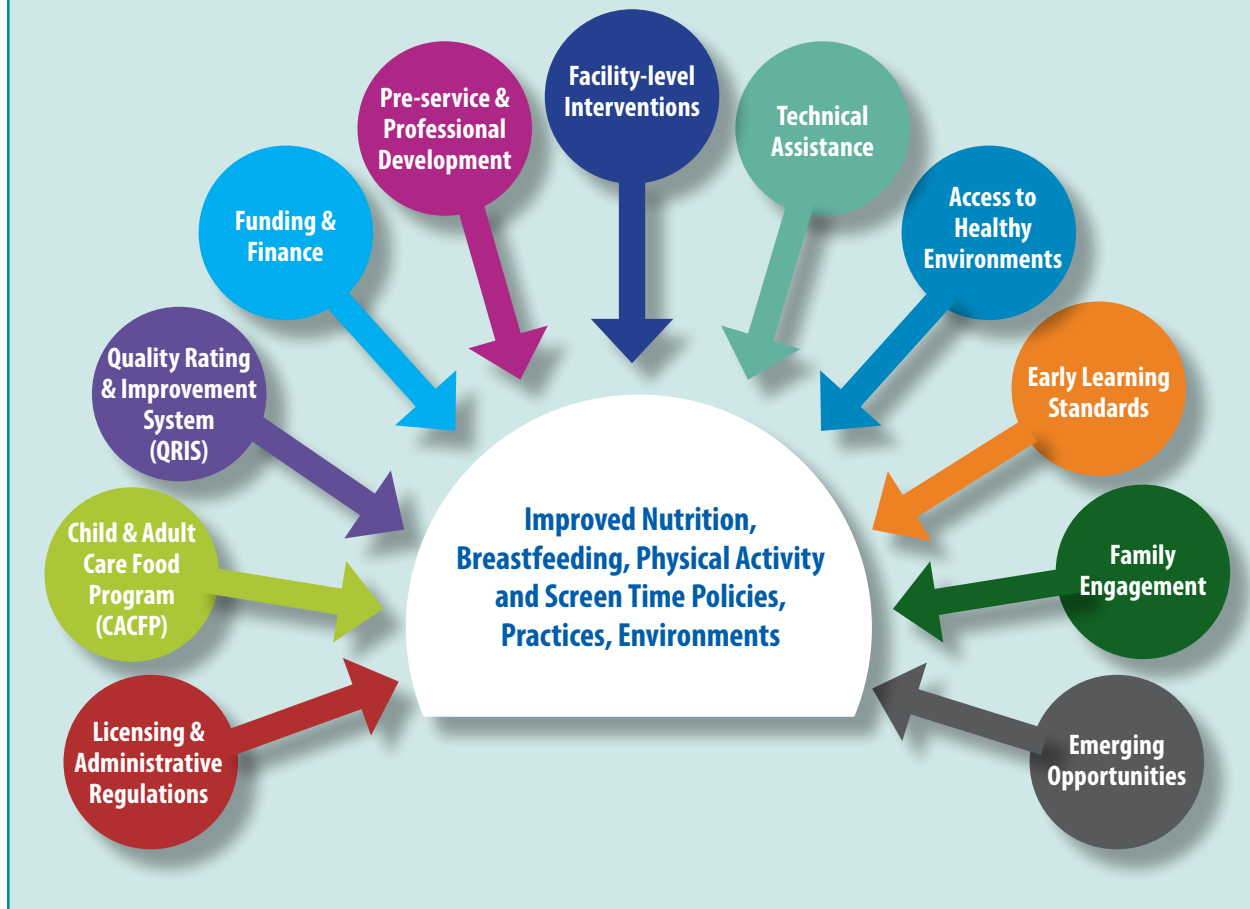 Facility-level
Interventions
Pre-service &
Professional
Development
Technical
Assistance
Funding &
Finance
Access to
Healthy
Environments
Quality Rating
& Improvement
System
(QRIS)
Early Learning
Standards
Child & Adult
Care Food
Program
(CACFP)
Improved Nutrition,
Breastfeeding, Physical Activity
and Screen Time Policies,
Practices, Environments
Family
Engagement
Licensing &
Administrative
Regulations
Emerging
Opportunities